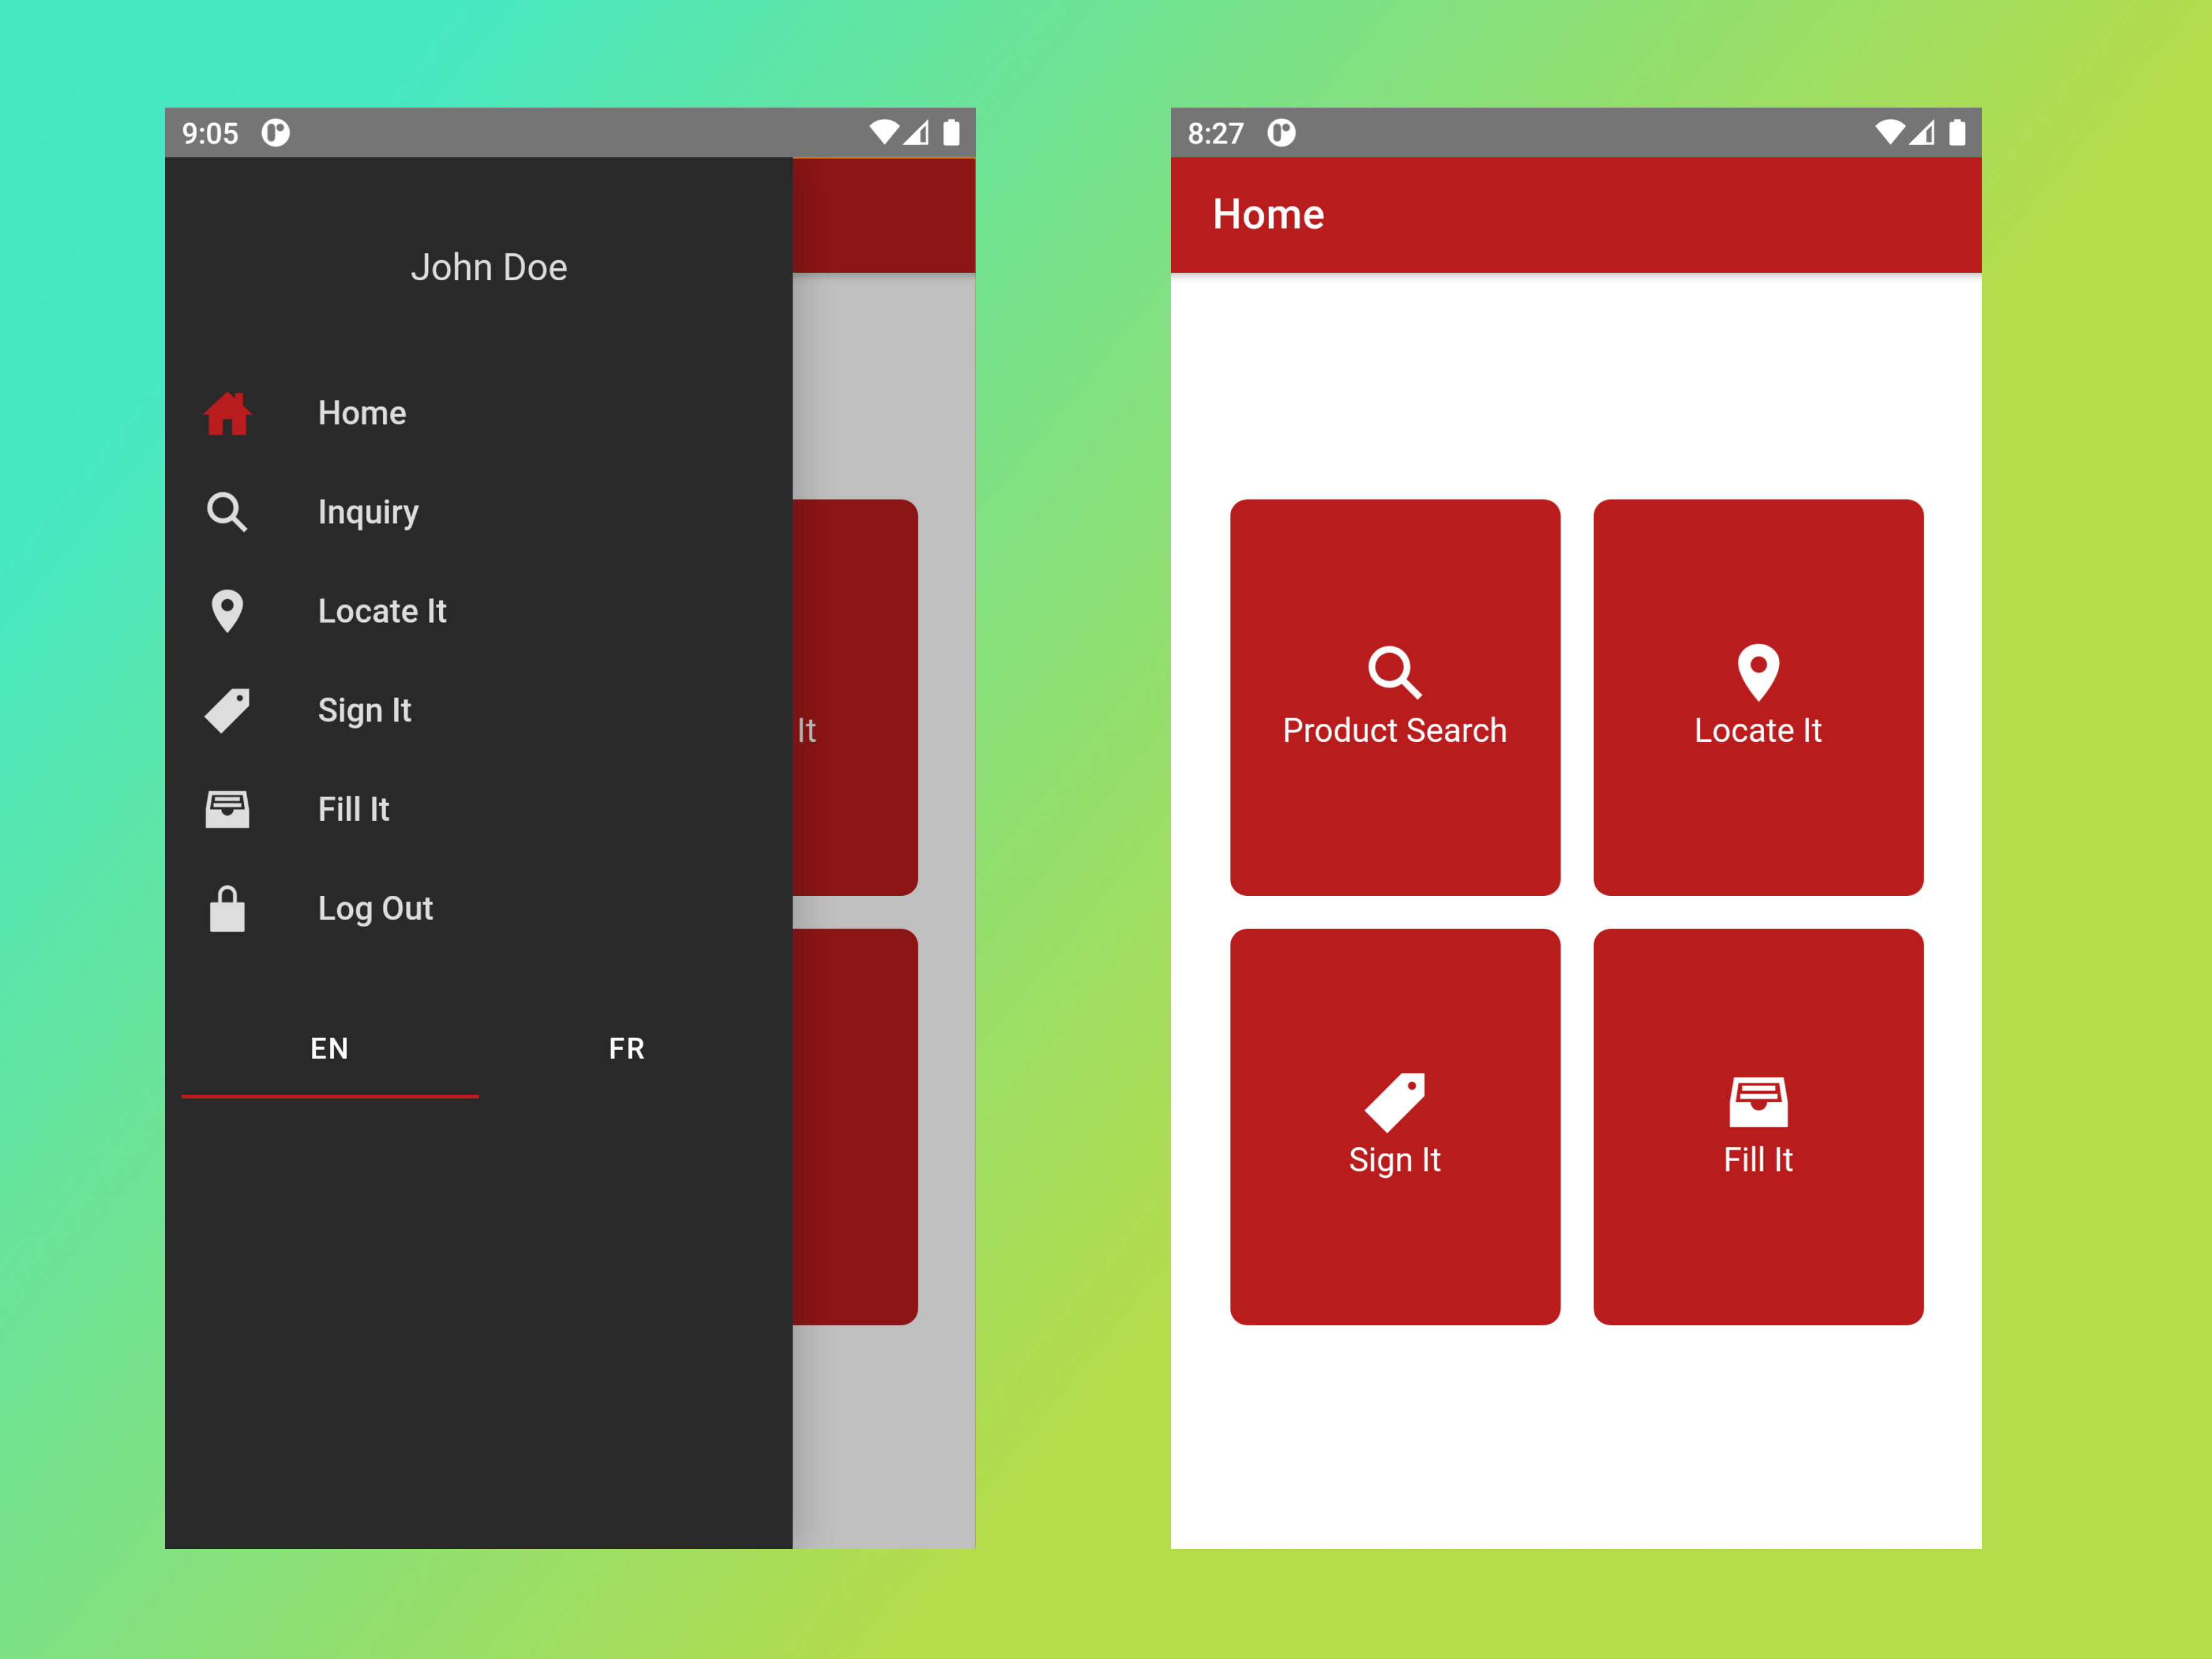 9:05
John Doe
Home
Inquiry
Locate It
Sign It
Fill It
Log Out
EN FR
It
8:27
Home
Product Search
Locate It
Sign It
Fill It